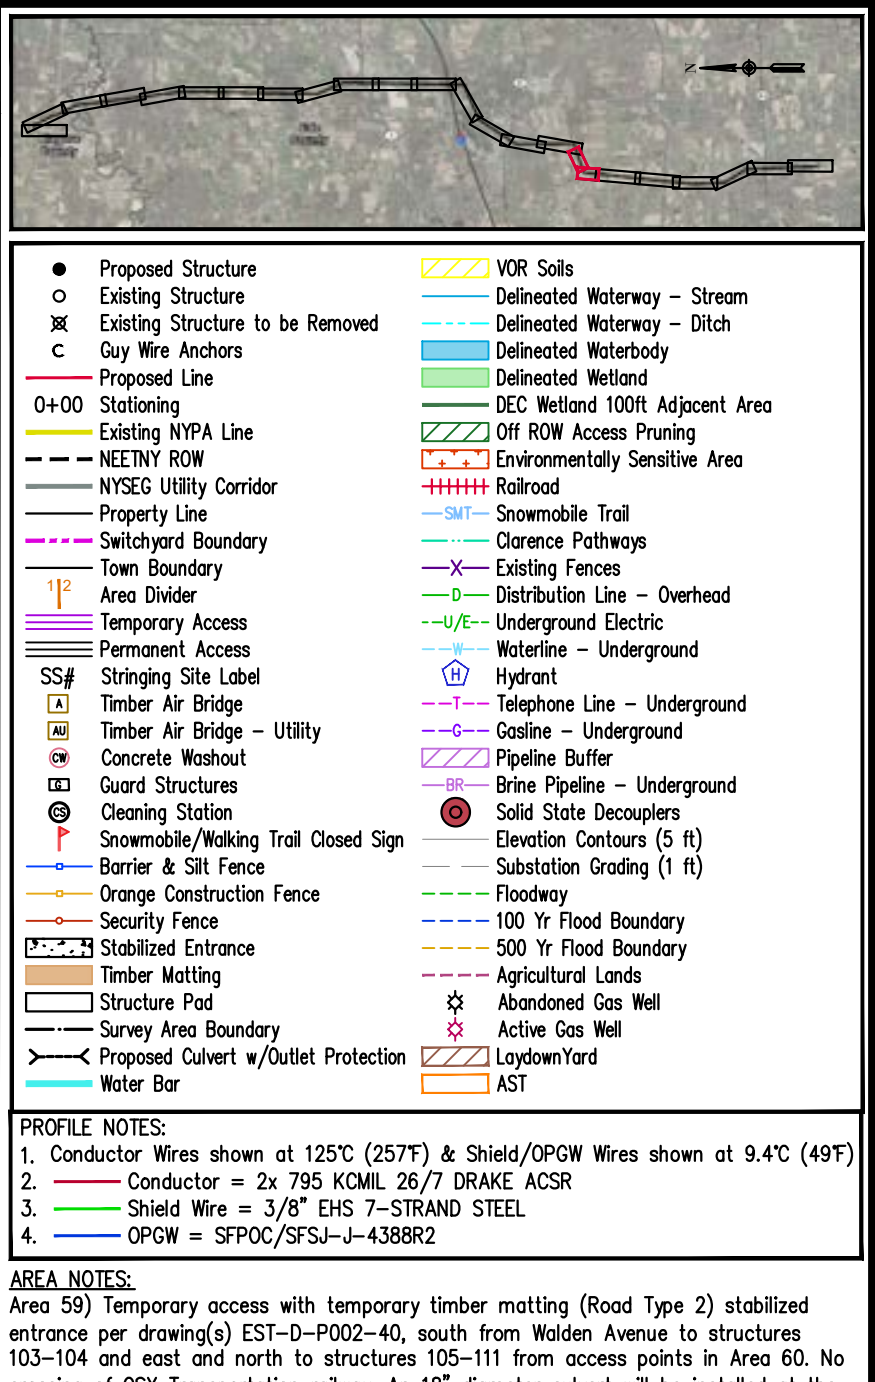 N
Proposed Structure
Existing Structure
Existing Structure to be Removed
C Guy Wire Anchors
Proposed Line
0+00 Stationing
Existing NYPA Line
NEETNY ROW
NYSEG Utility Corridor
Property Line
Switchyard Boundary
Town Boundary
1 2 Area Divider
Temporary Access
Permanent Access
SS# Stringing Site Label
A Timber Air Bridge
AU Timber Air Bridge – Utility
CW Concrete Washout
G Guard Structures
CS Cleaning Station
Snowmobile/Walking Trail Closed Sign
Barrier & Silt Fence
Orange Construction Fence
Security Fence
Stabilized Entrance
Timber Matting
Structure Pad
Survey Area Boundary
Proposed Culvert w/Outlet Protection
Water Bar
VOR Soils
Delineated Waterway – Stream
Delineated Waterway – Ditch
Delineated Waterbody
Delineated Wetland
DEC Wetland 100ft Adjacent Area
Off ROW Access Pruning
Environmentally Sensitive Area
Railroad
SMT Snowmobile Trail
Clarence Pathways
X Existing Fences
D Distribution Line – Overhead
U/E Underground Electric
W Waterline – Underground
H Hydrant
T Telephone Line – Underground
G Gasline – Underground
Pipeline Buffer
BR Brine Pipeline – Underground
Solid State Decouplers
Elevation Contours (5 ft)
Substation Grading (1 ft)
Floodway
100 Yr Flood Boundary
500 Yr Flood Boundary
Agricultural Lands
Abandoned Gas Well
Active Gas Well
LaydownYard
AST
PROFILE NOTES:
1. Conductor Wires shown at 125°C (257°F) & Shield/OPGW Wires shown at 9.4°C (49°F)
2. Conductor = 2x 795 KCMIL 26/7 DRAKE ACSR
3. Shield Wire = 3/8" EHS 7–STRAND STEEL
4. OPGW = SFPOC/SFSJ–J–4388R2
AREA NOTES:
Area 59) Temporary access with temporary timber matting (Road Type 2) stabilized
entrance per drawing(s) EST–D–P002–40, south from Walden Avenue to structures
103–104 and east and north to structures 105–111 from access points in Area 60. No